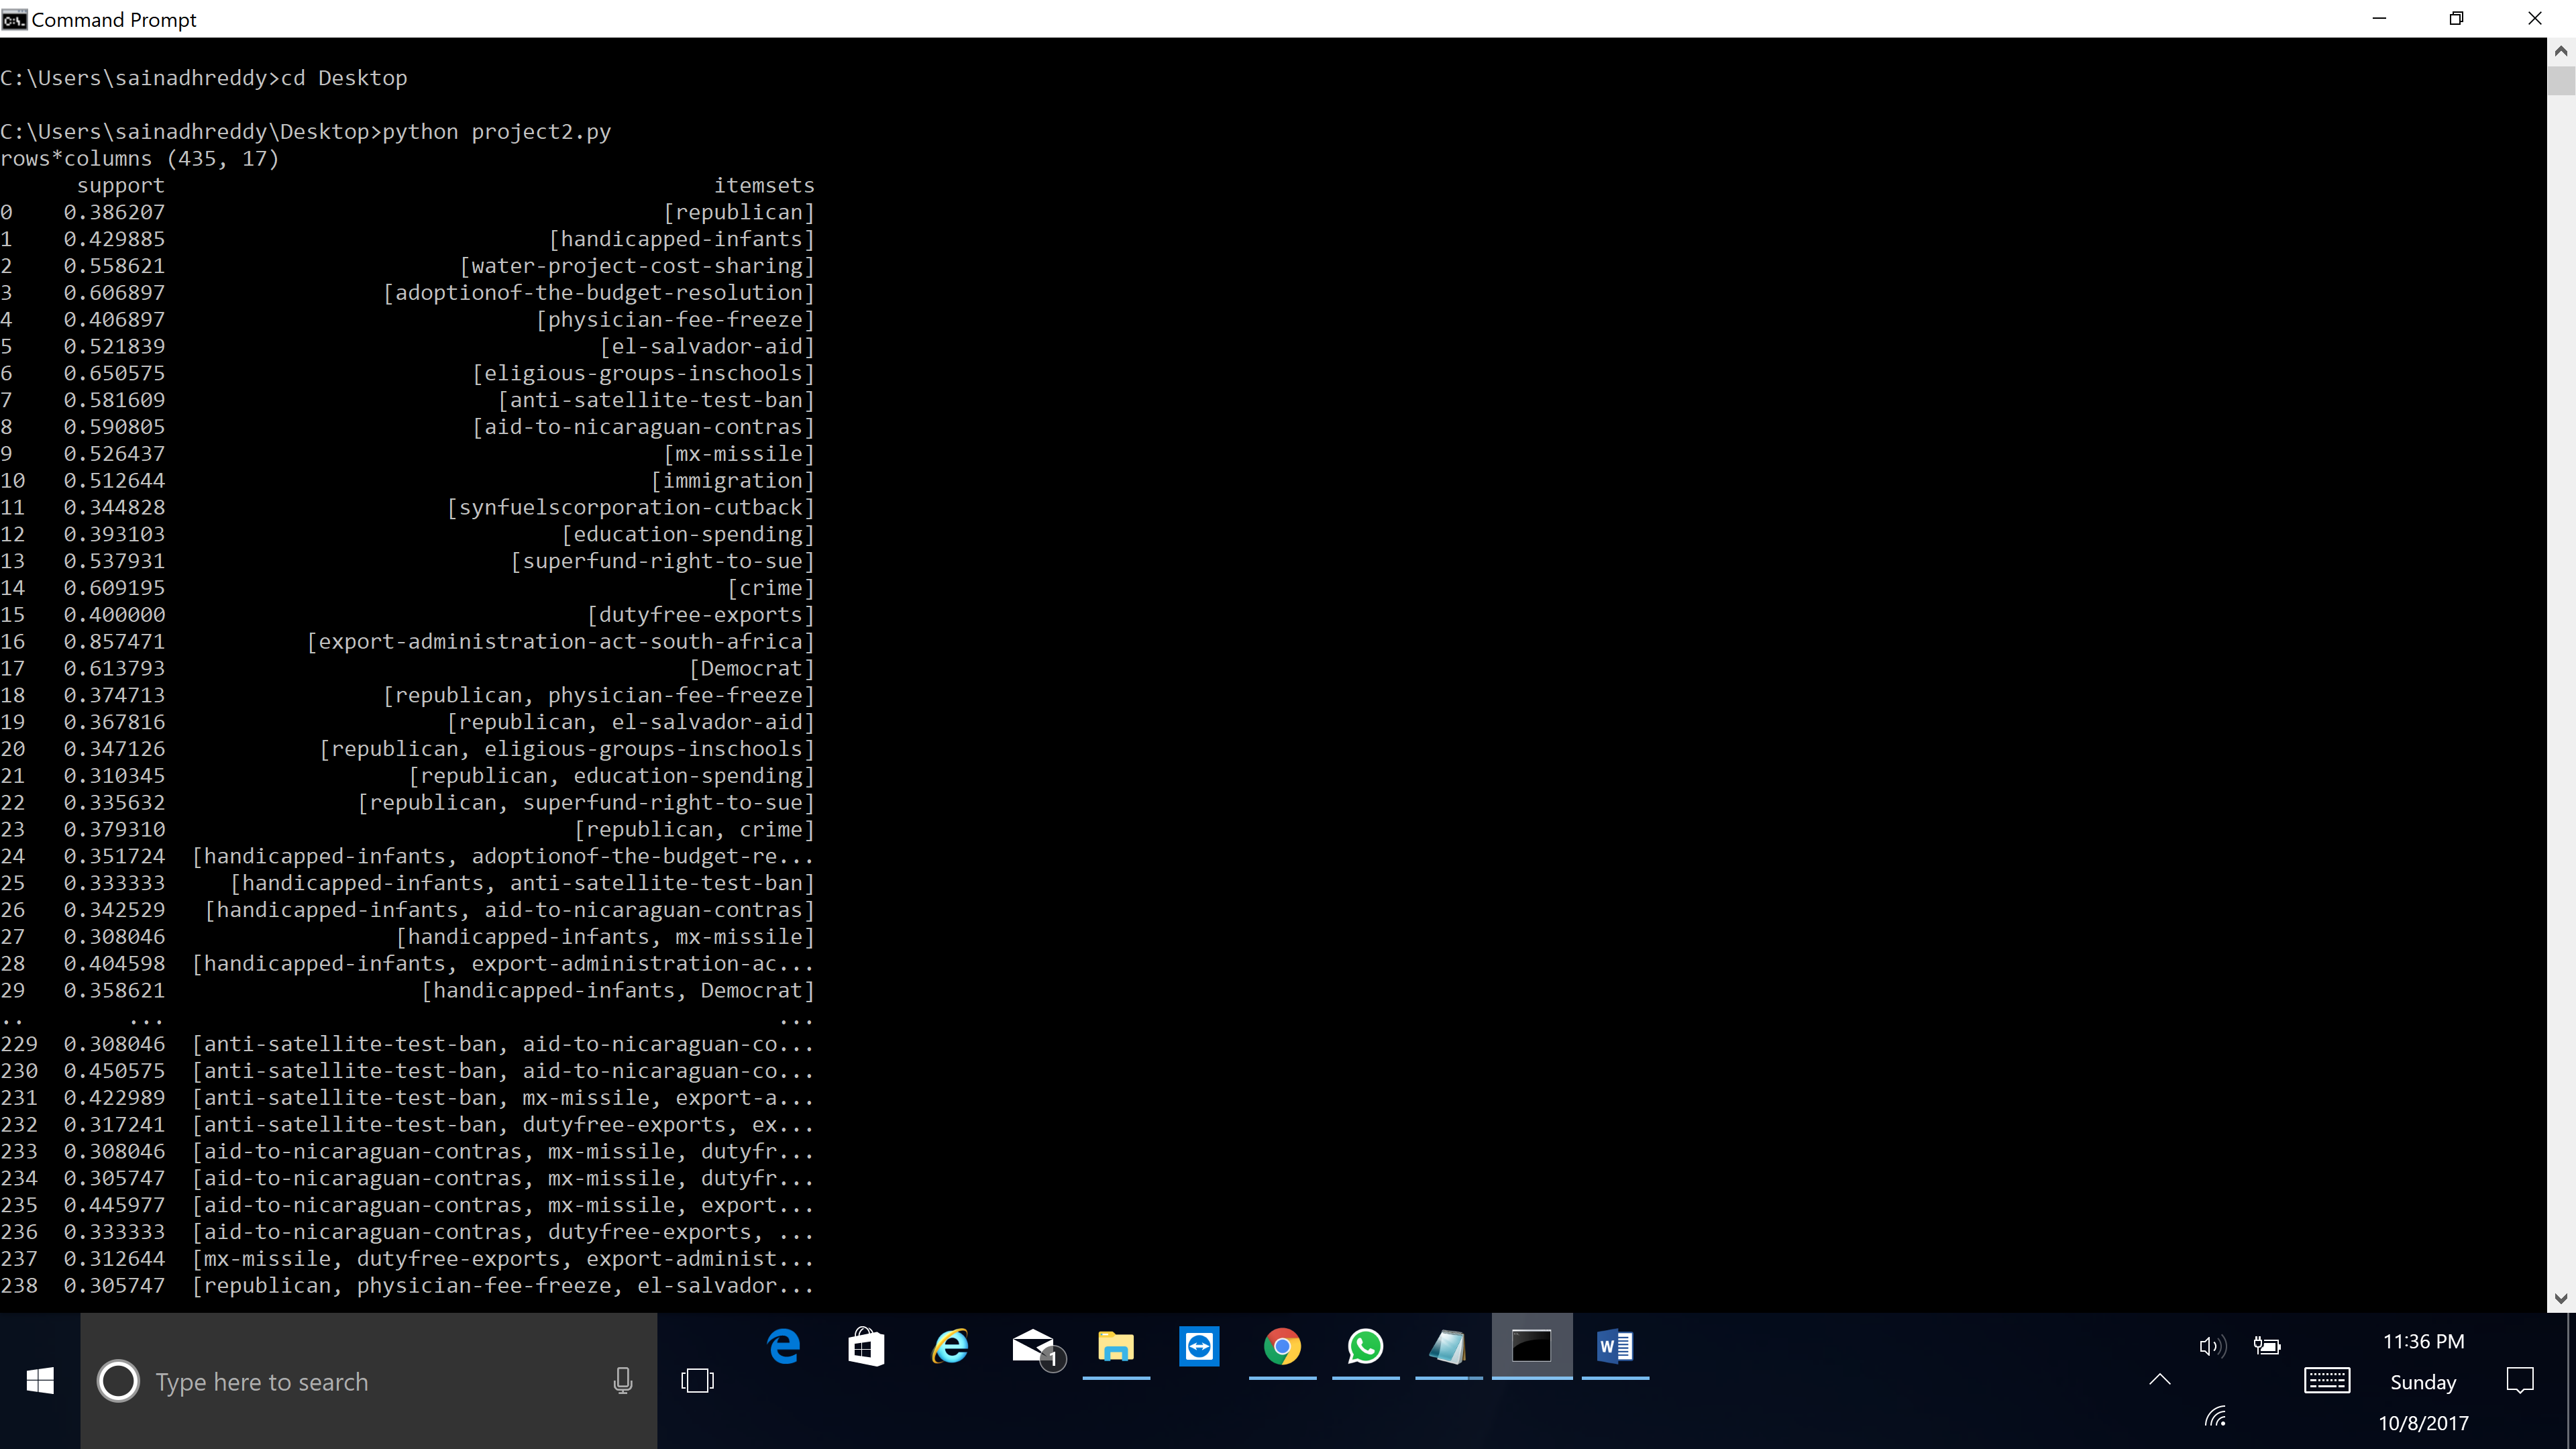 Command Prompt
C:\Users\sainadhreddy>cd Desktop
C:\Users\sainadhreddy\Desktop>python project2.py
rows*columns (435, 17)
support itemsets
0 0.386207 [republican]
1 0.429885 [handicapped-infants]
2 0.558621 [water-project-cost-sharing]
3 0.606897 [adoptionof-the-budget-resolution]
4 0.406897 [physician-fee-freeze]
5 0.521839 [el-salvador-aid]
6 0.650575 [eligious-groups-inschools]
7 0.581609 [anti-satellite-test-ban]
8 0.590805 [aid-to-nicaraguan-contras]
9 0.526437 [mx-missile]
10 0.512644 [immigration]
11 0.344828 [synfuelscorporation-cutback]
12 0.393103 [education-spending]
13 0.537931 [superfund-right-to-sue]
14 0.609195 [crime]
15 0.400000 [dutyfree-exports]
16 0.857471 [export-administration-act-south-africa]
17 0.613793 [Democrat]
18 0.374713 [republican, physician-fee-freeze]
19 0.367816 [republican, el-salvador-aid]
20 0.347126 [republican, eligious-groups-inschools]
21 0.310345 [republican, education-spending]
22 0.335632 [republican, superfund-right-to-sue]
23 0.379310 [republican, crime]
24 0.351724 [handicapped-infants, adoptionof-the-budget-re...
25 0.333333 [handicapped-infants, anti-satellite-test-ban]
26 0.342529 [handicapped-infants, aid-to-nicaraguan-contras]
27 0.308046 [handicapped-infants, mx-missile]
28 0.404598 [handicapped-infants, export-administration-ac...
29 0.358621 [handicapped-infants, Democrat]
.. ... ...
229 0.308046 [anti-satellite-test-ban, aid-to-nicaraguan-co...
230 0.450575 [anti-satellite-test-ban, aid-to-nicaraguan-co...
231 0.422989 [anti-satellite-test-ban, mx-missile, export-a...
232 0.317241 [anti-satellite-test-ban, dutyfree-exports, ex...
233 0.308046 [aid-to-nicaraguan-contras, mx-missile, dutyfr...
234 0.305747 [aid-to-nicaraguan-contras, mx-missile, dutyfr...
235 0.445977 [aid-to-nicaraguan-contras, mx-missile, export...
236 0.333333 [aid-to-nicaraguan-contras, dutyfree-exports, ...
237 0.312644 [mx-missile, dutyfree-exports, export-administ...
238 0.305747 [republican, physician-fee-freeze, el-salvador...
Type here to search
1
11:36 PM
Sunday
10/8/2017